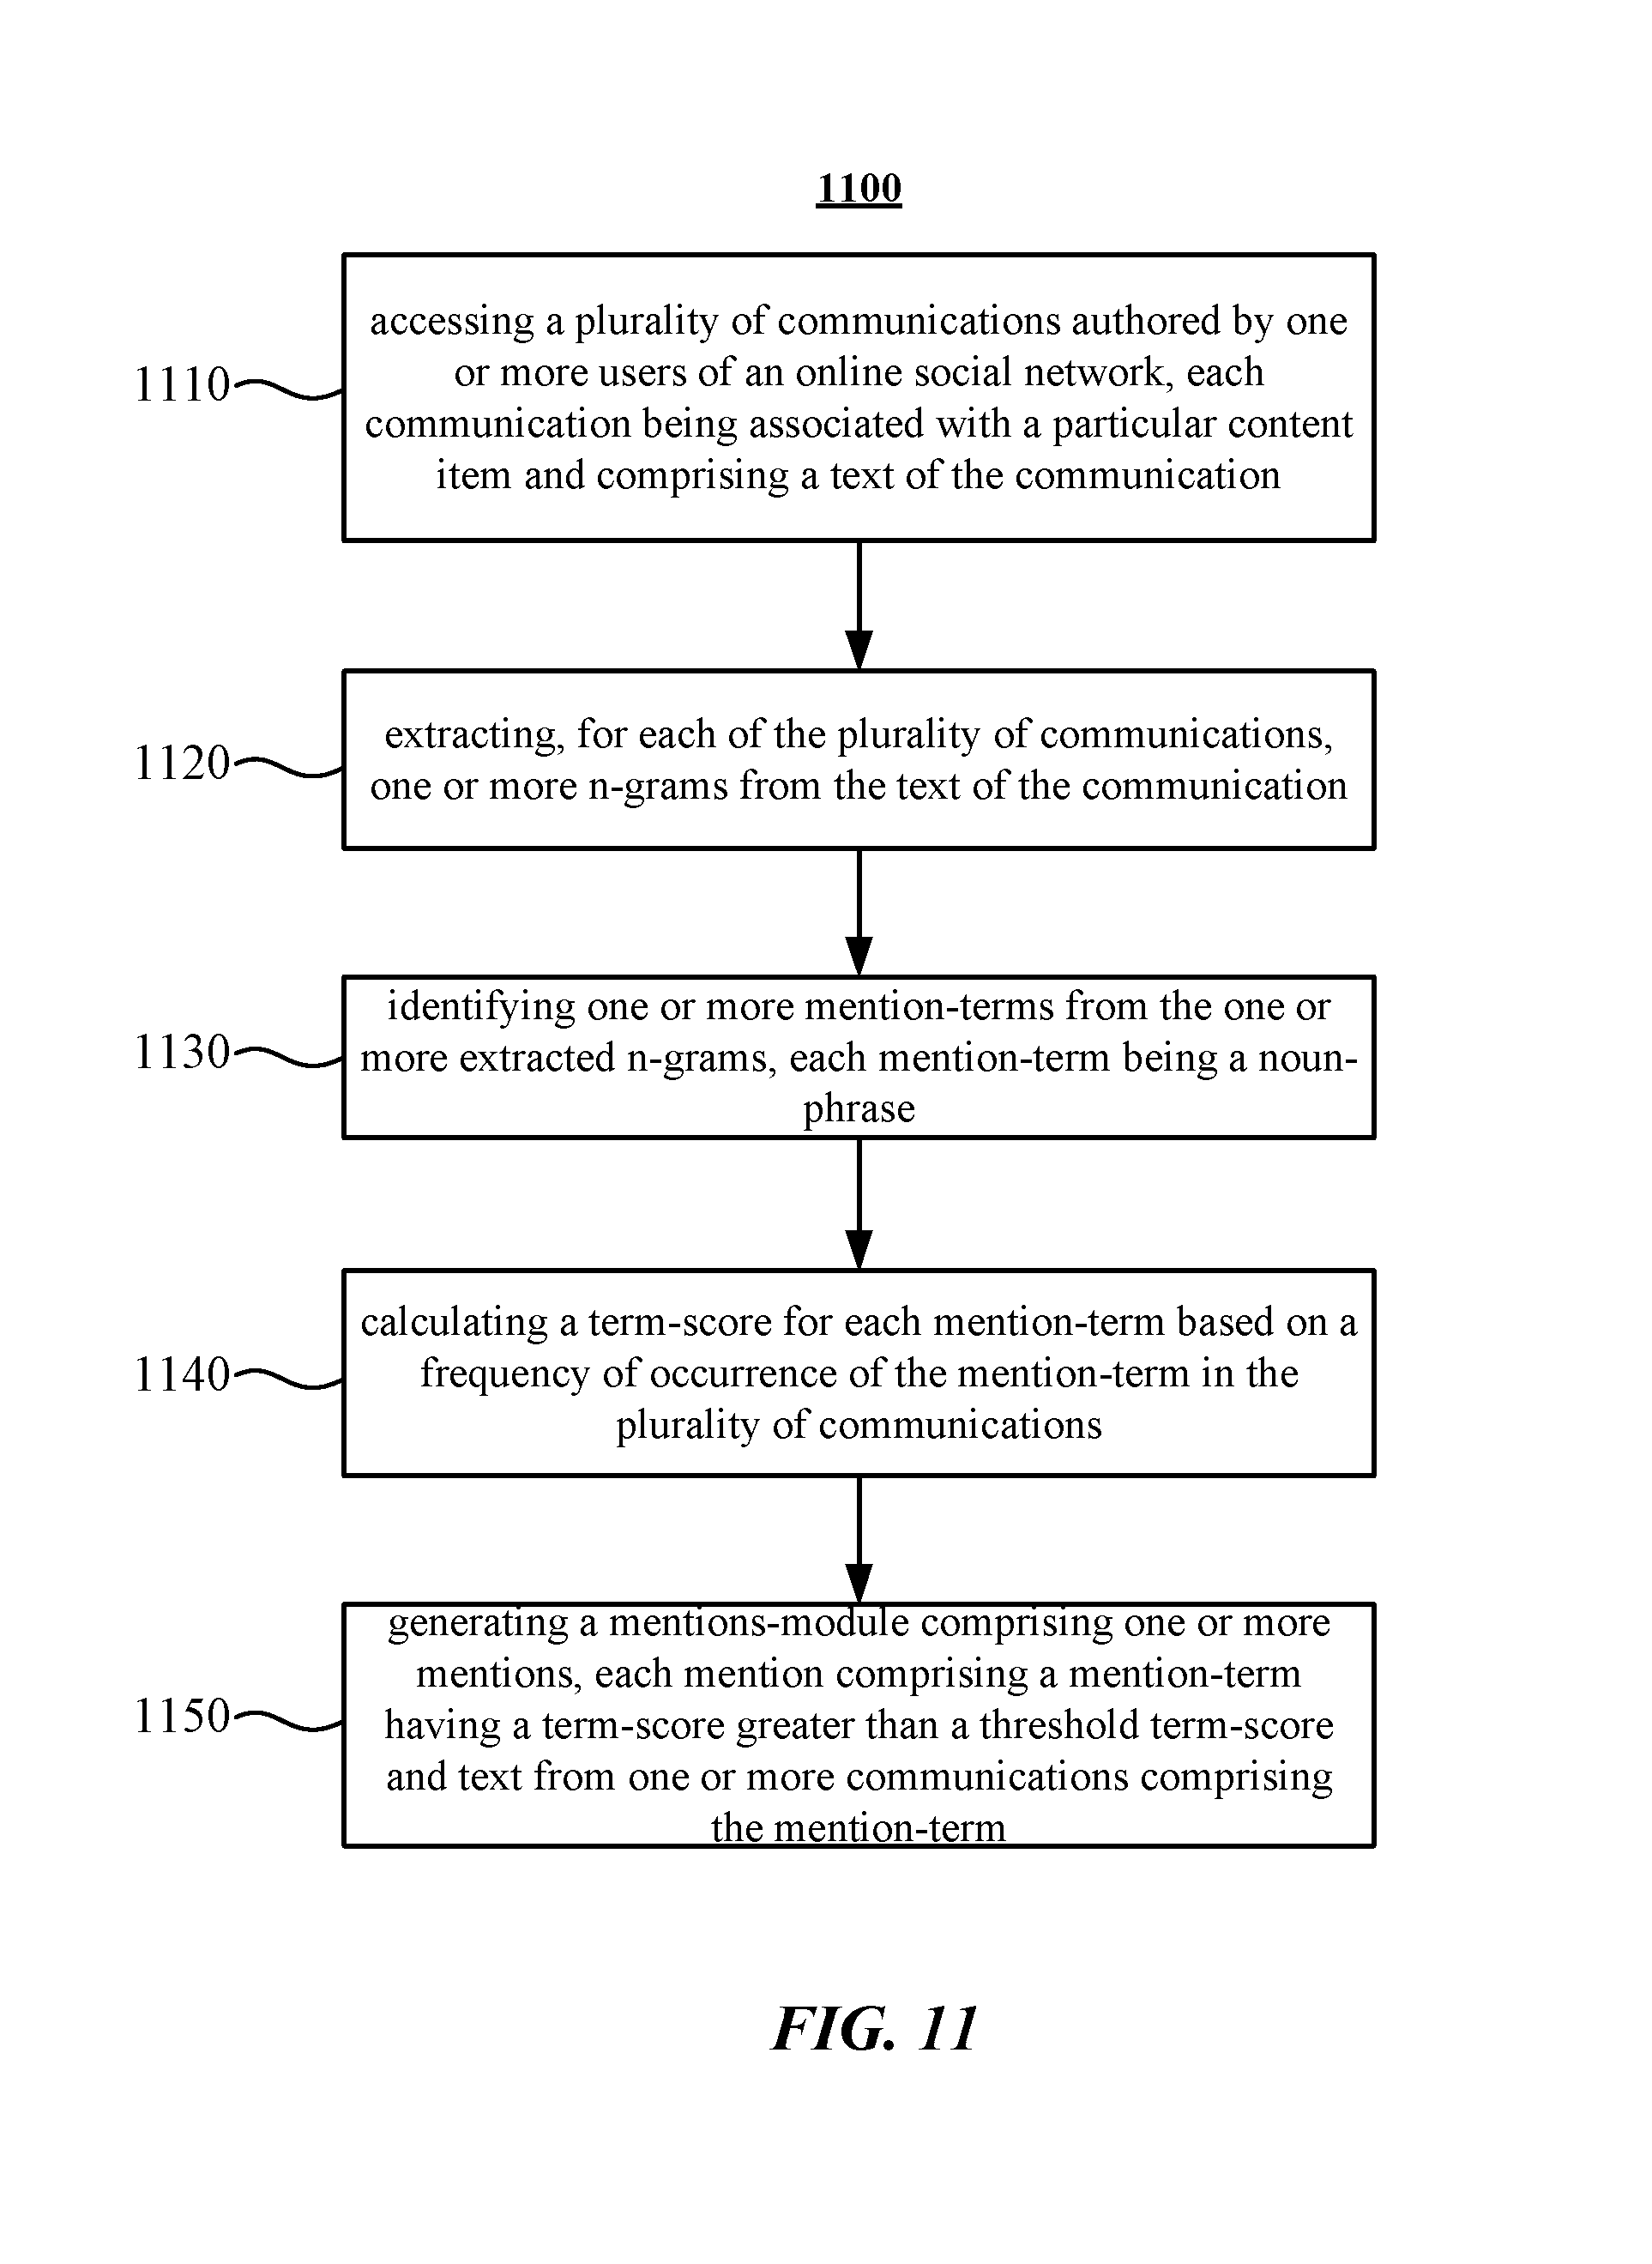 1100
accessing a plurality of communications authored by one
or more users of an online social network, each
communication being associated with a particular content
item and comprising a text of the communication
1110
extracting, for each of the plurality of communications,
one or more n-grams from the text of the communication
1120
identifying one or more mention-terms from the one or
more extracted n-grams, each mention-term being a noun-
phrase
1130
calculating a term-score for each mention-term based on a
frequency of occurrence of the mention-term in the
plurality of communications
1140
generating a mentions-module comprising one or more
mentions, each mention comprising a mention-term
having a term-score greater than a threshold term-score
and text from one or more communications comprising
the mention-term
1150
FIG. 11